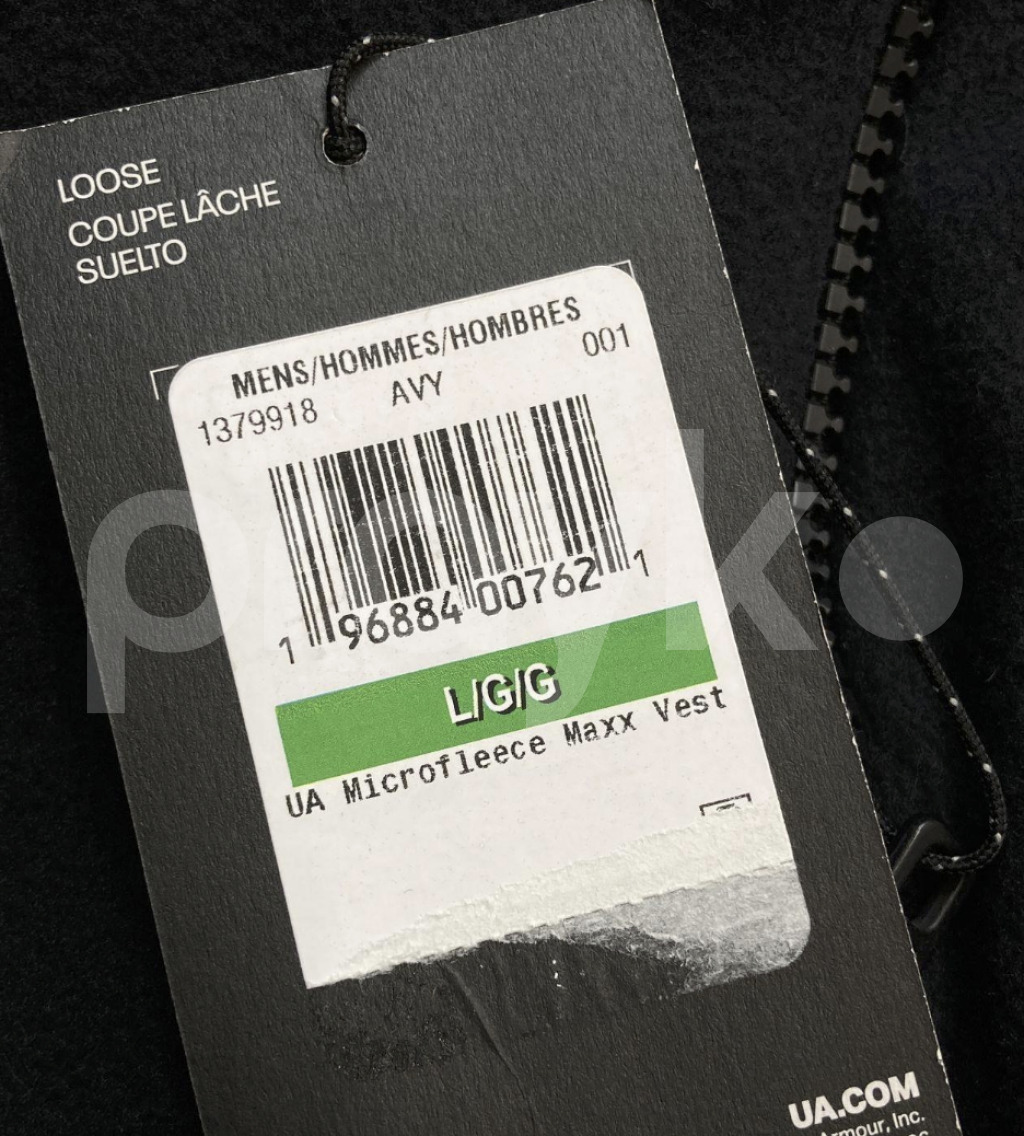 LOOSE
COUPE LÂCHE
SUELTO
MENS/HOMMES/HOMBRES
1379918 AVY 001
1 96884 00762 1
L/G/G
UA Microfleece Maxx Vest
UA.COM
Armour, Inc.